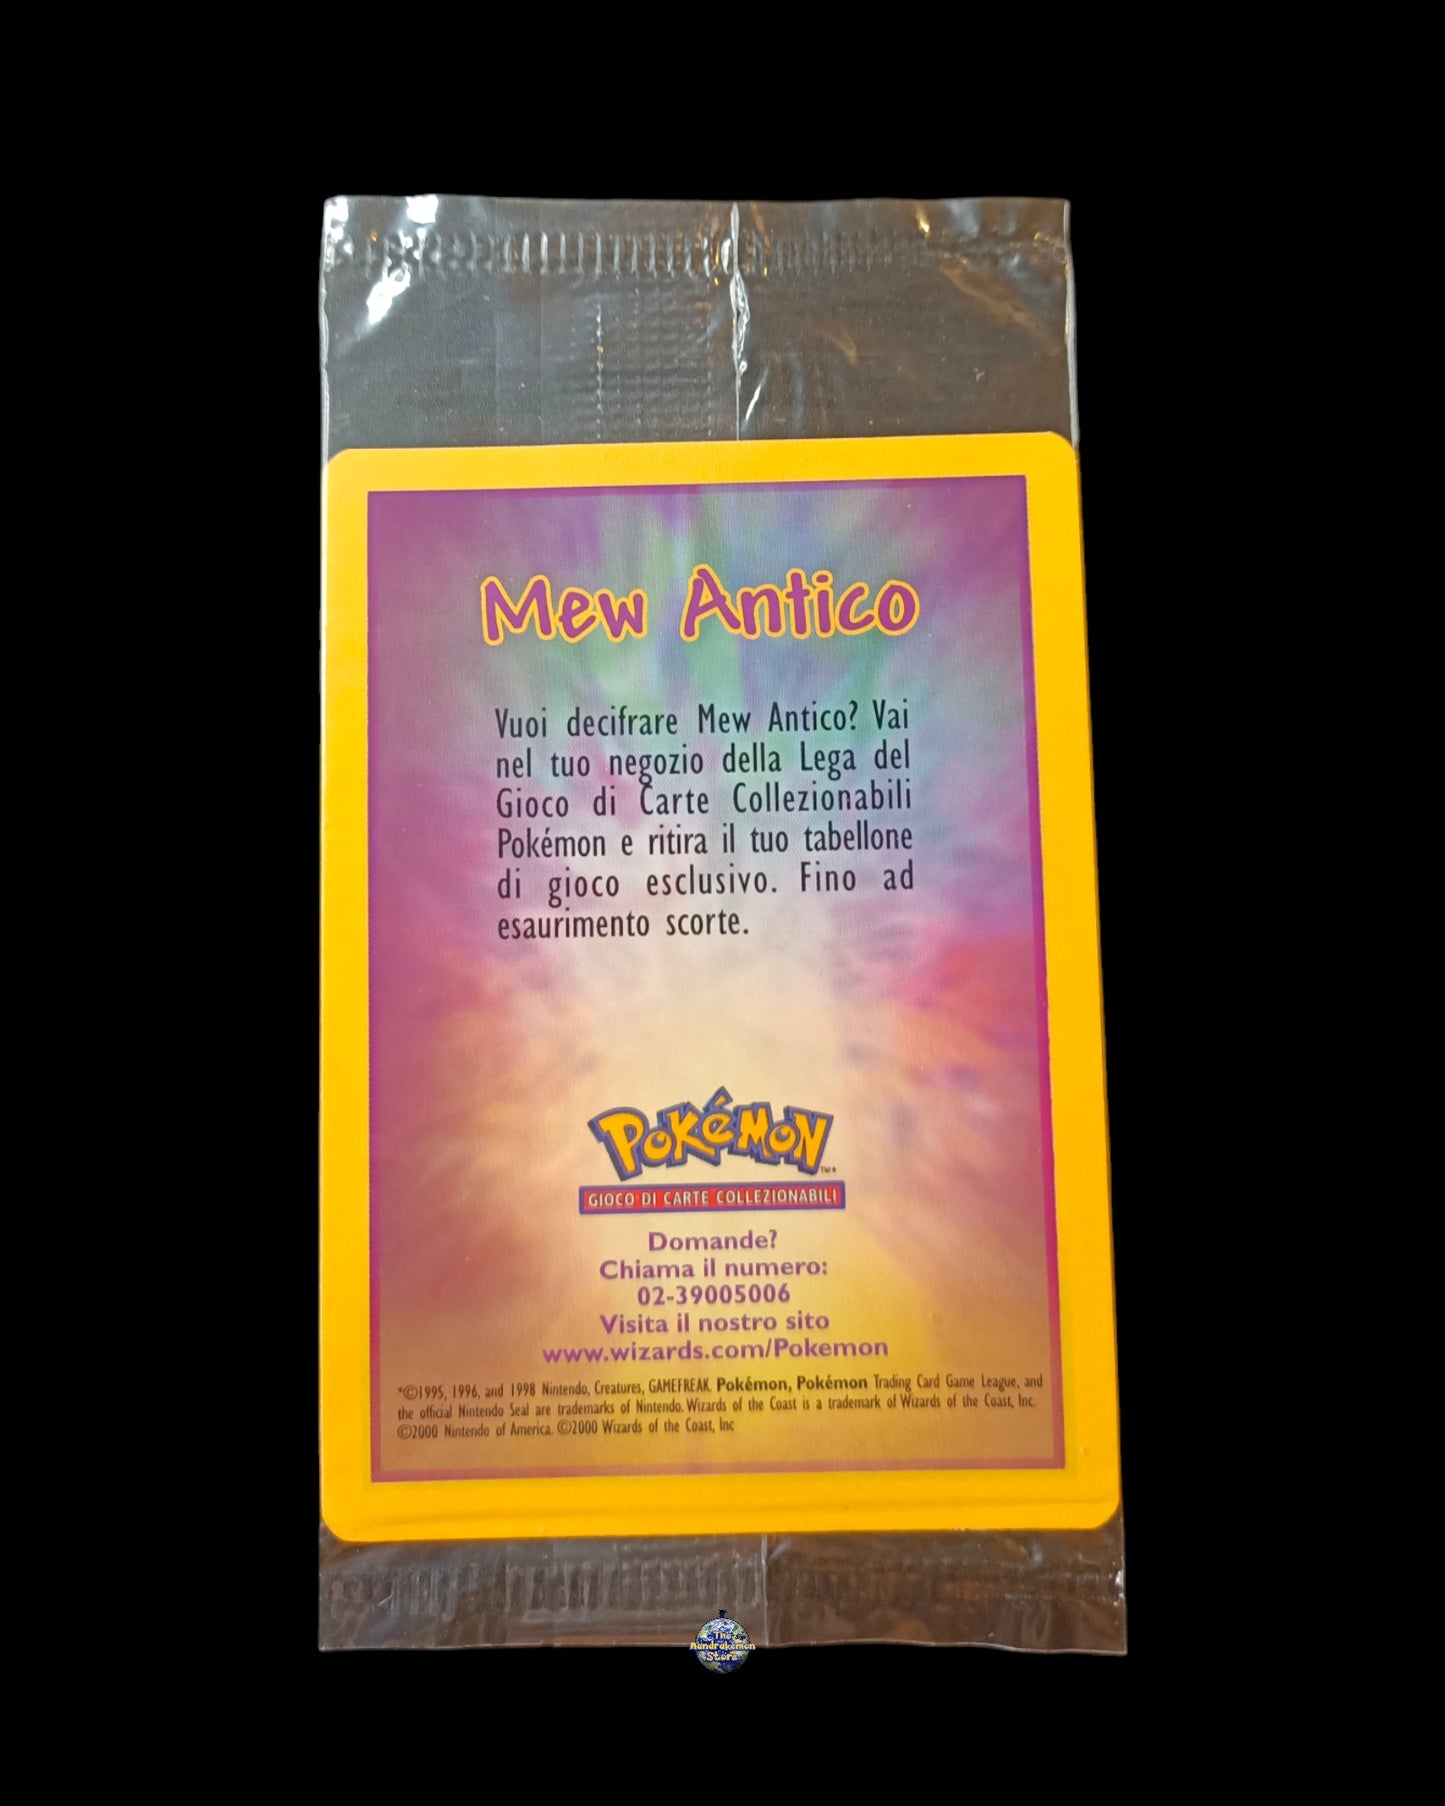 Mew Antico
Vuoi decifrare Mew Antico? Vai
nel tuo negozio della Lega del
Gioco di Carte Collezionabili
Pokémon e ritira il tuo tabellone
di gioco esclusivo. Fino ad
esaurimento scorte.
POKéMON
TM*
GIOCO DI CARTE COLLEZIONABILI
Domande?
Chiama il numero:
02-39005006
Visita il nostro sito
www.wizards.com/Pokemon
*©1995, 1996, and 1998 Nintendo, Creatures, GAMEFREAK. Pokémon, Pokémon Trading Card Game League, and
the official Nintendo Seal are trademarks of Nintendo. Wizards of the Coast is a trademark of Wizards of the Coast, Inc.
©2000 Nintendo of America. ©2000 Wizards of the Coast, Inc
The
Aundrakemon
Store